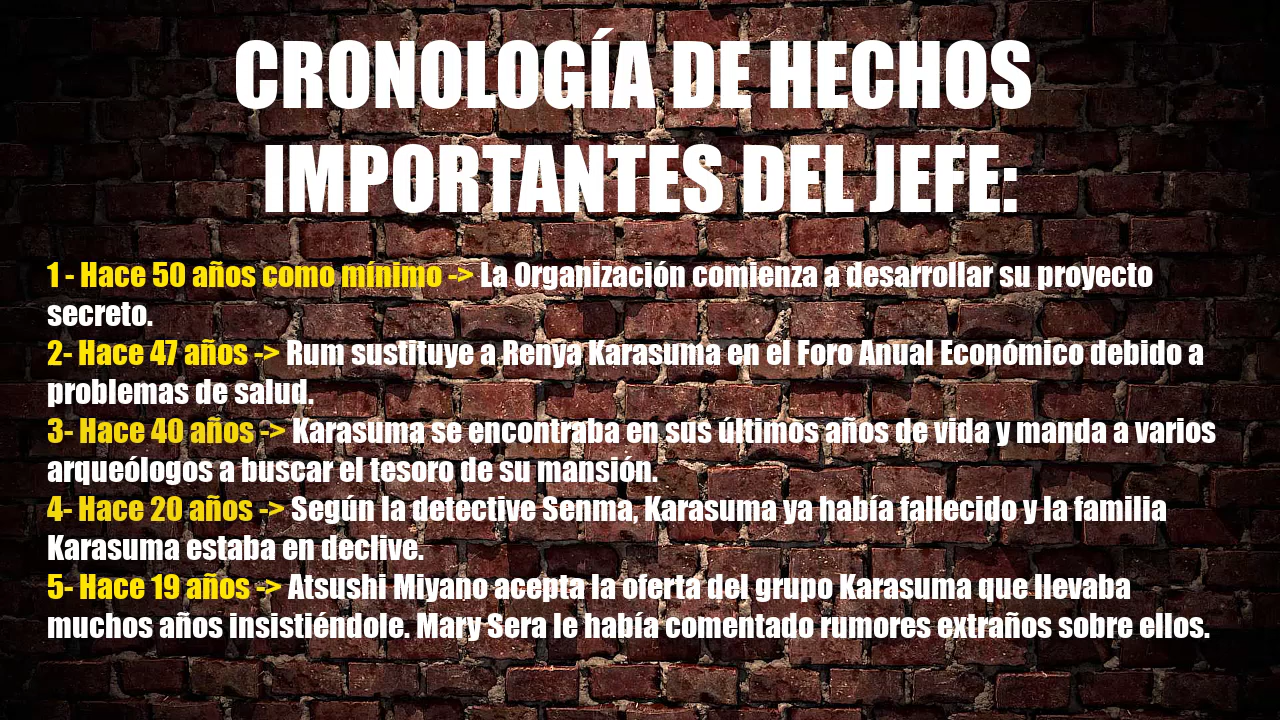 CRONOLOGÍA DE HECHOS
IMPORTANTES DEL JEFE:
1 - Hace 50 años como mínimo -> La Organización comienza a desarrollar su proyecto
secreto.
2- Hace 47 años -> Rum sustituye a Renya Karasuma en el Foro Anual Económico debido a
problemas de salud.
3- Hace 40 años -> Karasuma se encontraba en sus últimos años de vida y manda a varios
arqueólogos a buscar el tesoro de su mansión.
4- Hace 20 años -> Según la detective Senma, Karasuma ya había fallecido y la familia
Karasuma estaba en declive.
5- Hace 19 años -> Atsushi Miyano acepta la oferta del grupo Karasuma que llevaba
muchos años insistiéndole. Mary Sera le había comentado rumores extraños sobre ellos.